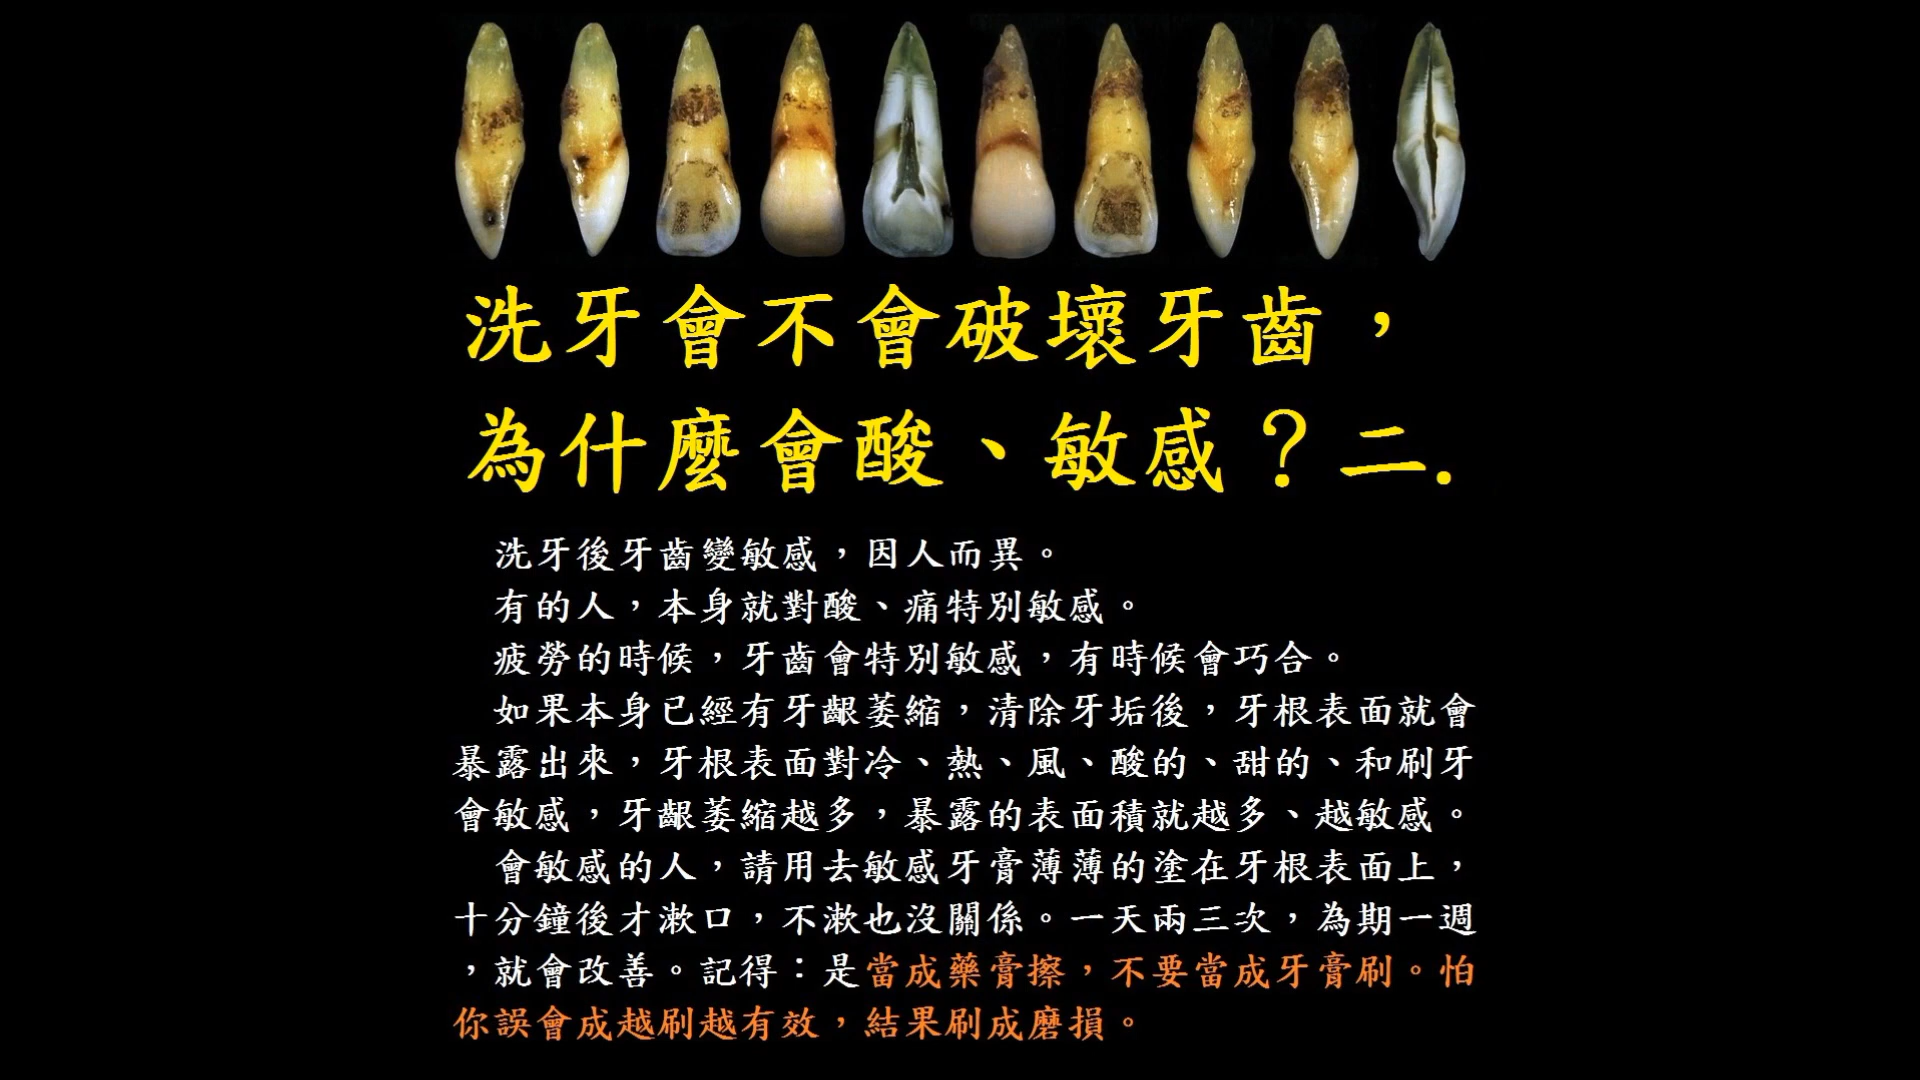 洗牙會不會破壞牙齒，
為什麼會酸、敏感？二.
洗牙後牙齒變敏感，因人而異。
有的人，本身就對酸、痛特別敏感。
疲勞的時候，牙齒會特別敏感，有時候會巧合。
如果本身已經有牙齦萎縮，清除牙垢後，牙根表面就會
暴露出來，牙根表面對冷、熱、風、酸的、甜的、和刷牙
會敏感，牙齦萎縮越多，暴露的表面積就越多、越敏感。
會敏感的人，請用去敏感牙膏薄薄的塗在牙根表面上，
十分鐘後才漱口，不漱也沒關係。一天兩三次，為期一週
，就會改善。記得：是當成藥膏擦，不要當成牙膏刷。怕
你誤會成越刷越有效，結果刷成磨損。